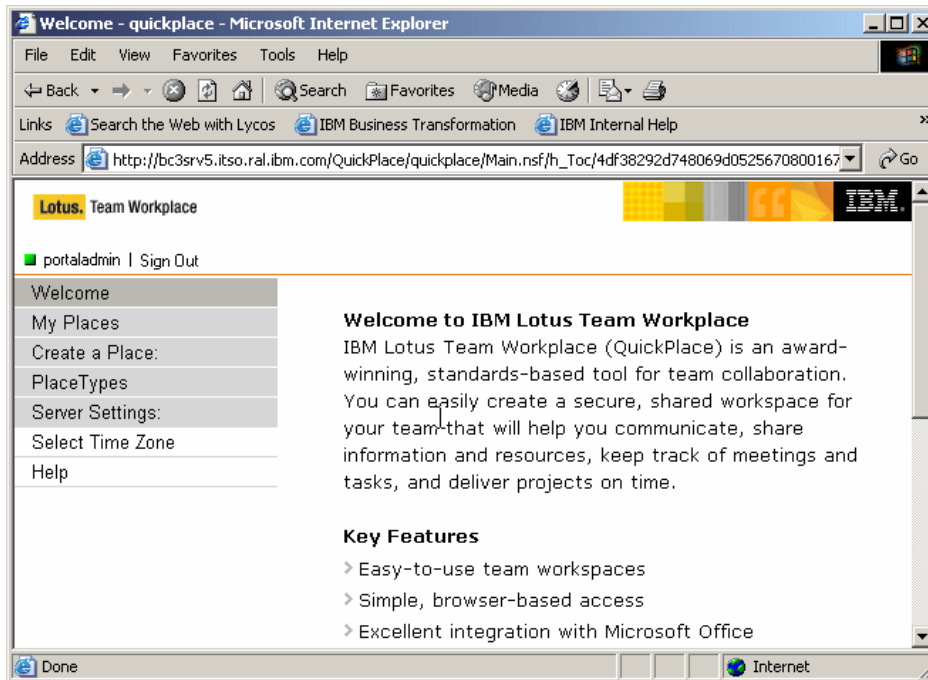 Welcome - quickplace - Microsoft Internet Explorer
File Edit View Favorites Tools Help
Back Search Favorites Media
Links Search the Web with Lycos IBM Business Transformation IBM Internal Help »
Address http://bc3srv5.itso.ral.ibm.com/QuickPlace/quickplace/Main.nsf/h_Toc/4df38292d748069d0525670800167 Go
Lotus. Team Workplace IBM.
portaladmin | Sign Out
Welcome
My Places
Create a Place:
PlaceTypes
Server Settings:
Select Time Zone
Help
Welcome to IBM Lotus Team Workplace
IBM Lotus Team Workplace (QuickPlace) is an award-
winning, standards-based tool for team collaboration.
You can easily create a secure, shared workspace for
your team that will help you communicate, share
information and resources, keep track of meetings and
tasks, and deliver projects on time.
Key Features
Easy-to-use team workspaces
Simple, browser-based access
Excellent integration with Microsoft Office
Done Internet